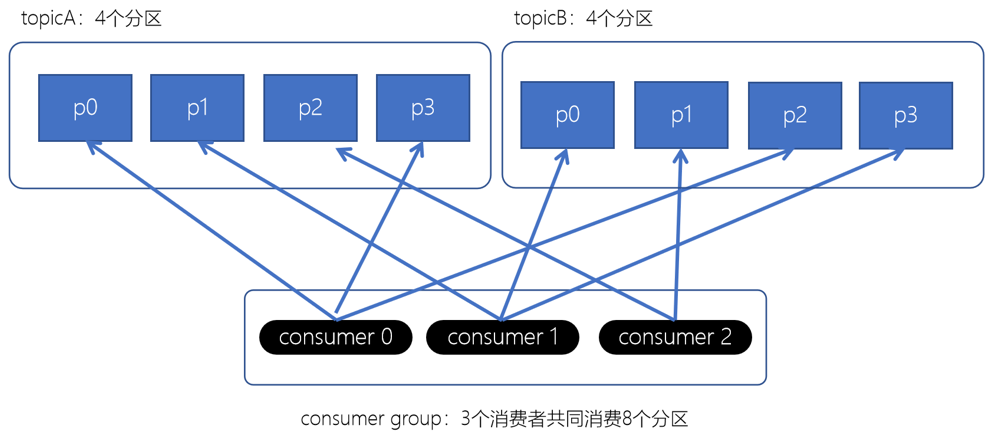 topicA：4个分区
topicB：4个分区
p0
p1
p2
p3
p0
p1
p2
p3
consumer 0
consumer 1
consumer 2
consumer group：3个消费者共同消费8个分区